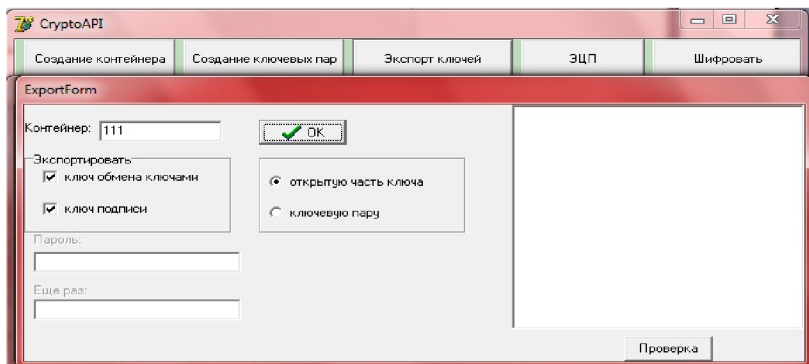 CryptoAPI
Создание контейнера
Создание ключевых пар
Экспорт ключей
ЭЦП
Шифровать
ExportForm
Контейнер: 111
OK
Экспортировать
ключ обмена ключами
ключ подписи
открытую часть ключа
ключевую пару
Пароль:
Еще раз:
Проверка